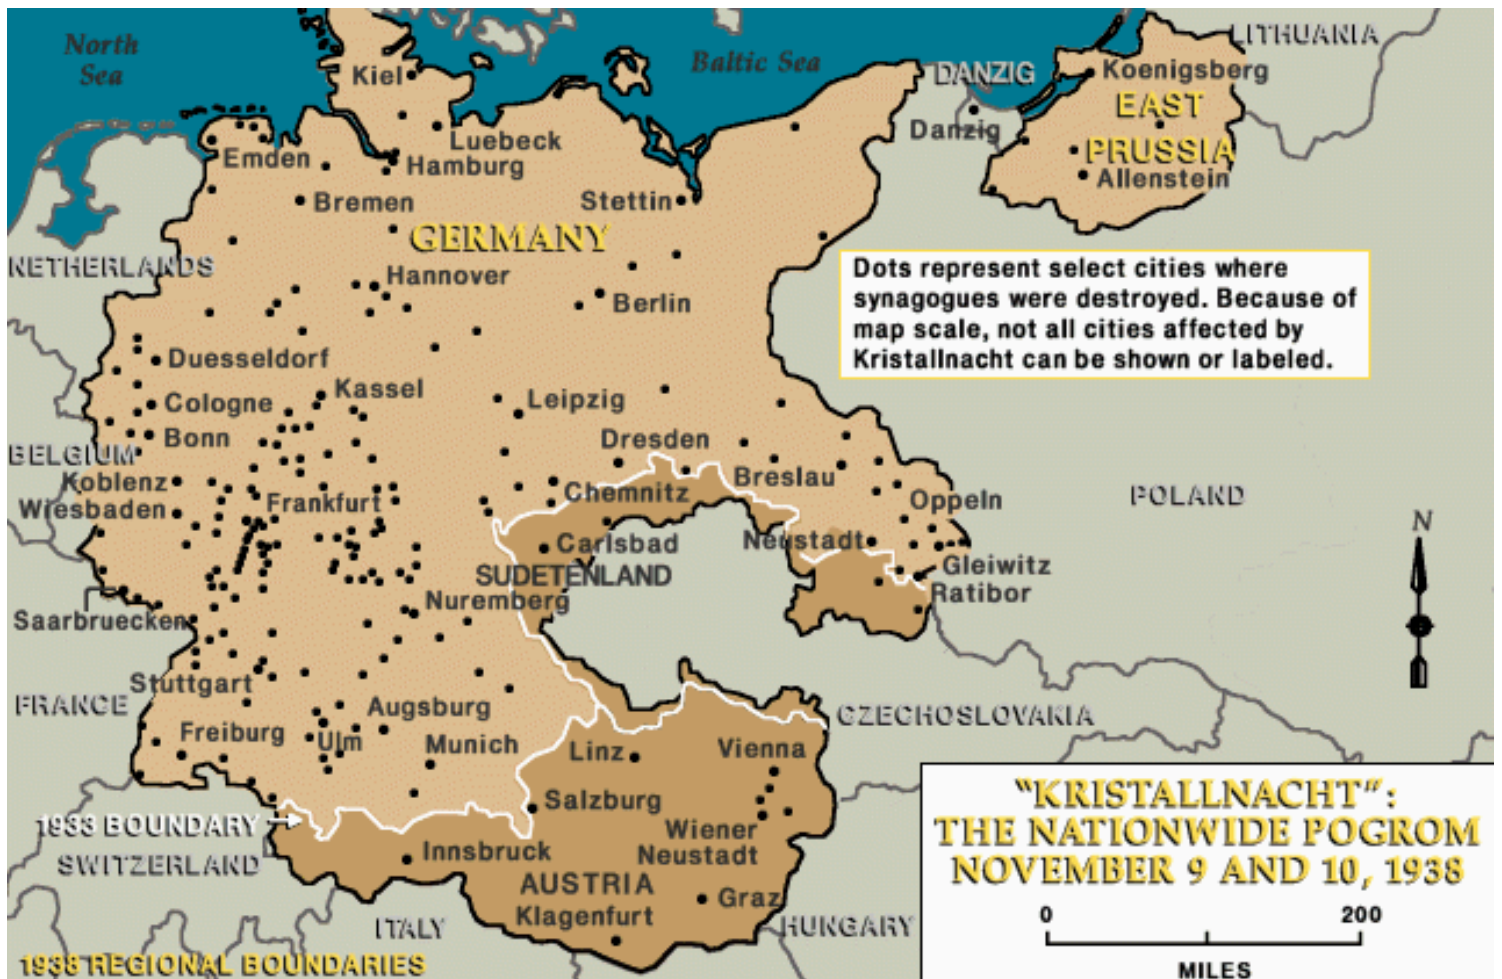 North
Sea
Baltic Sea
LITHUANIA
Kiel
DANZIG
Koenigsberg
EAST
PRUSSIA
Danzig
Luebeck
Emden
Hamburg
Allenstein
Bremen
Stettin
GERMANY
NETHERLANDS
Hannover
Berlin
Dots represent select cities where
synagogues were destroyed. Because of
map scale, not all cities affected by
Kristallnacht can be shown or labeled.
Duesseldorf
Kassel
Cologne
Leipzig
Bonn
Dresden
BELGIUM
Koblenz
Breslau
Chemnitz
Wiesbaden
Frankfurt
Oppeln
POLAND
N
Carlsbad
Neustadt
SUDETENLAND
Gleiwitz
Nuremberg
Ratibor
Saarbruecken
Stuttgart
FRANCE
Augsburg
CZECHOSLOVAKIA
Freiburg
Ulm
Munich
Linz
Vienna
Salzburg
1933 BOUNDARY
Wiener
Neustadt
SWITZERLAND
Innsbruck
AUSTRIA
Graz
Klagenfurt
ITALY
HUNGARY
1938 REGIONAL BOUNDARIES
"KRISTALLNACHT":
THE NATIONWIDE POGROM
NOVEMBER 9 AND 10, 1938
0 200
MILES